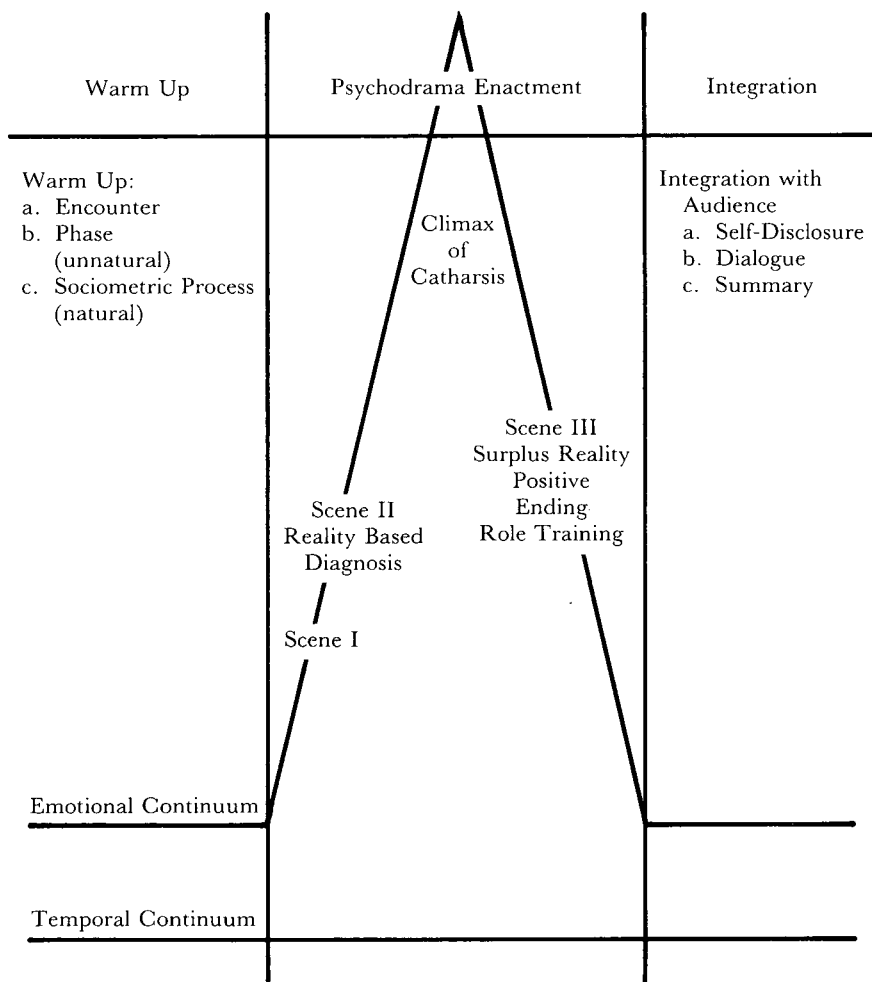 Warm Up
Psychodrama Enactment
Integration
Warm Up:
a. Encounter
b. Phase
(unnatural)
c. Sociometric Process
(natural)
Climax
of
Catharsis
Integration with
Audience
a. Self-Disclosure
b. Dialogue
c. Summary
Scene III
Surplus Reality
Positive
Ending
Role Training
Scene II
Reality Based
Diagnosis
Scene I
Emotional Continuum
Temporal Continuum